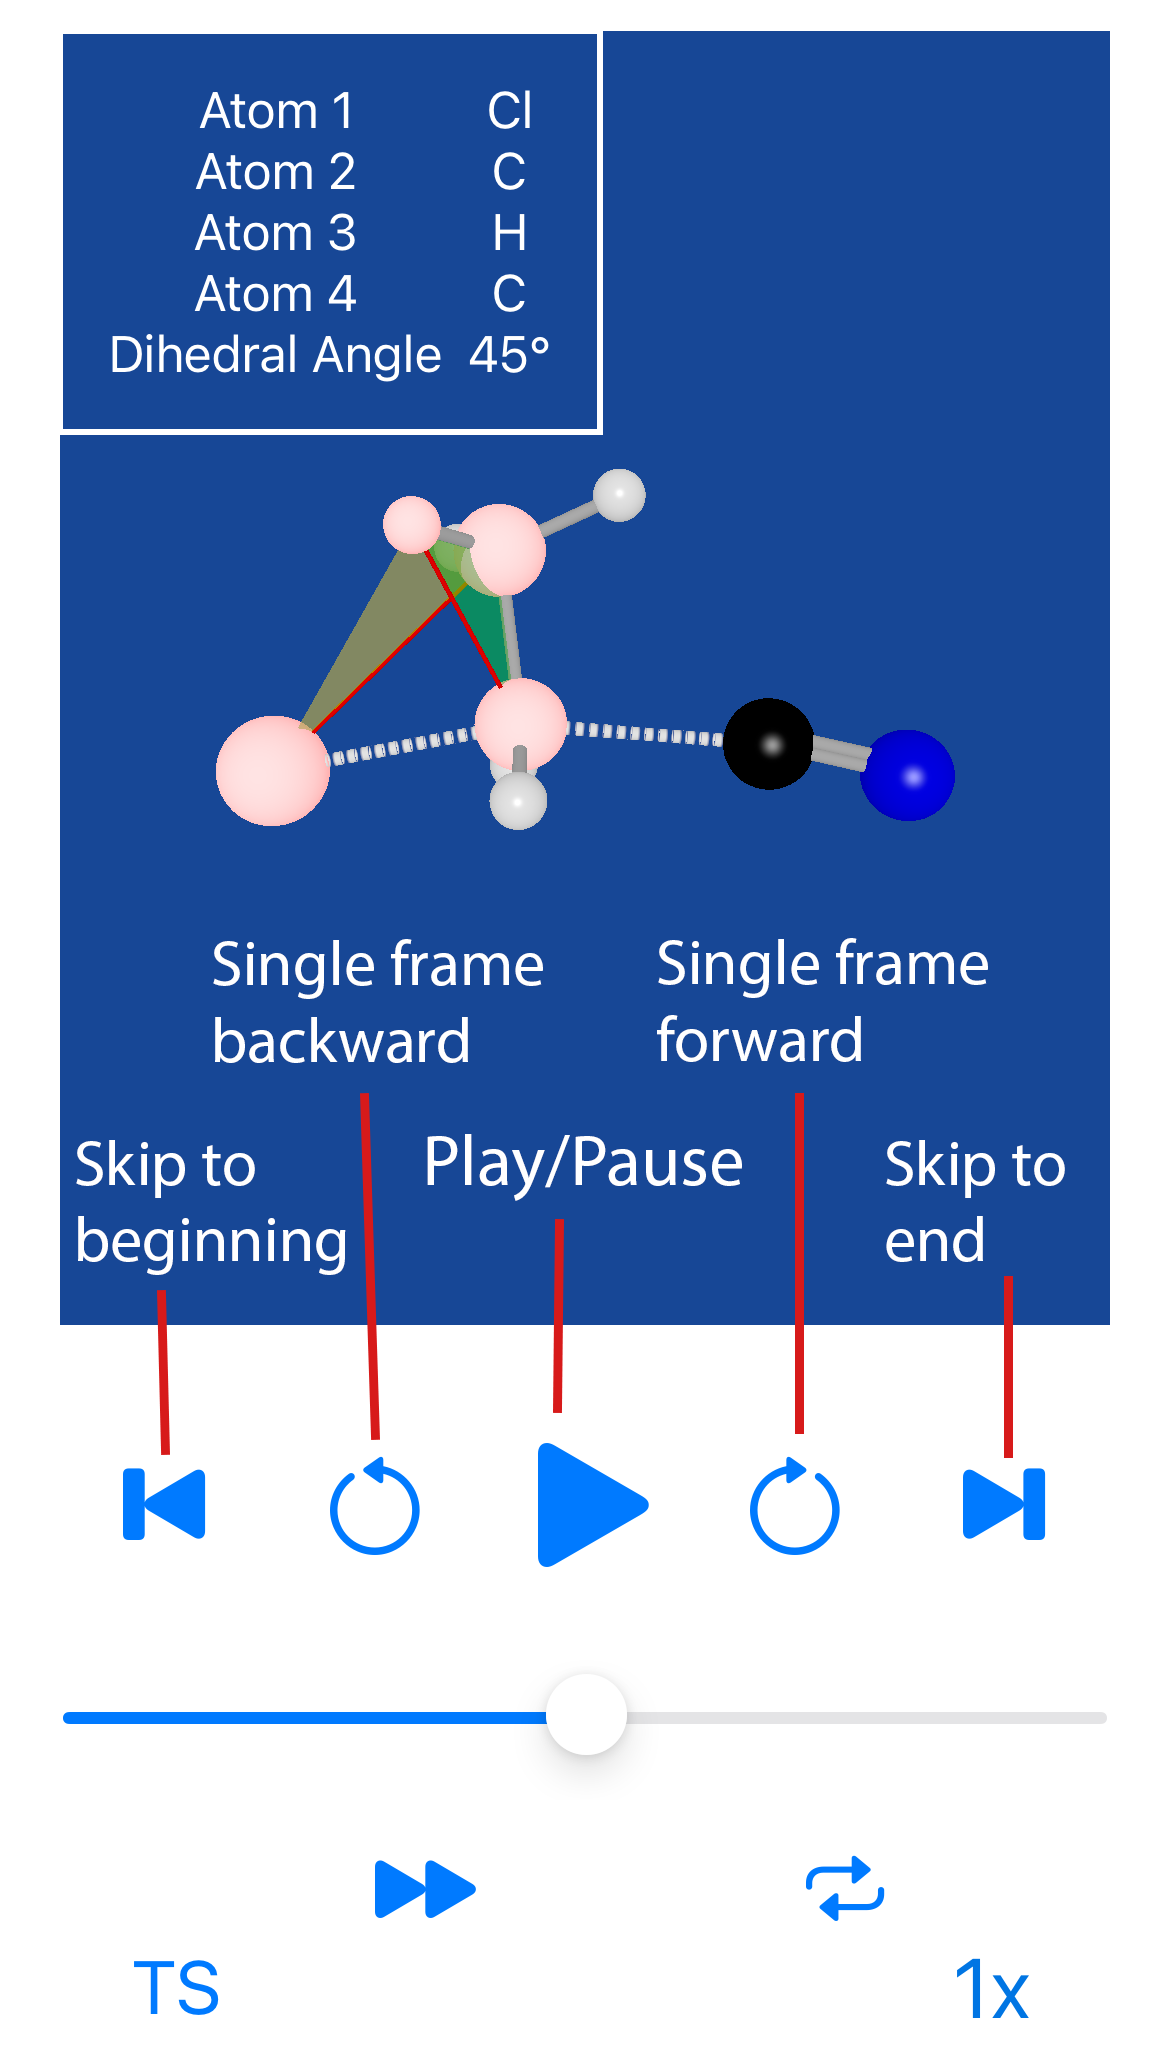 Atom 1 Cl
Atom 2 C
Atom 3 H
Atom 4 C
Dihedral Angle 45°
Single frame
backward
Single frame
forward
Skip to
beginning
Play/Pause
Skip to
end
TS
1x